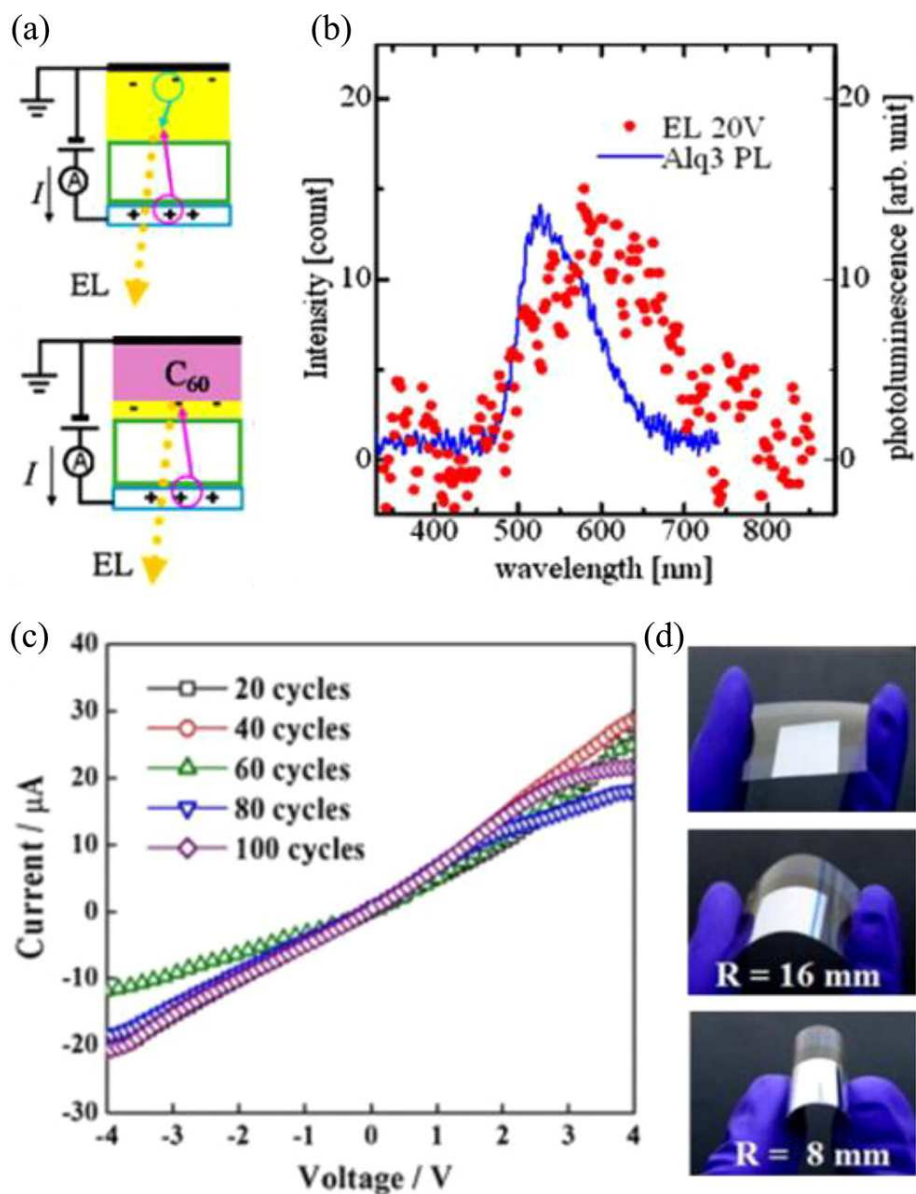 (a)
- - -
I
A
+ + +
EL
C60
- -
I
A
+ + +
EL
(b)
20
10
0
Intensity [count]
EL 20V
Alq3 PL
20
10
0
photoluminescence [arb. unit]
400 500 600 700 800
wavelength [nm]
(c)
40
30
20
10
0
-10
-20
-30
Current / μA
20 cycles
40 cycles
60 cycles
80 cycles
100 cycles
-4 -3 -2 -1 0 1 2 3 4
Voltage / V
(d)
R = 16 mm
R = 8 mm